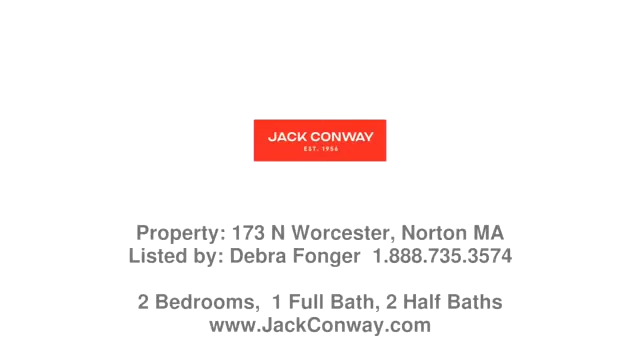 JACK CONWAY
EST. 1956
Property: 173 N Worcester, Norton MA
Listed by: Debra Fonger  1.888.735.3574
2 Bedrooms,  1 Full Bath, 2 Half Baths
www.JackConway.com